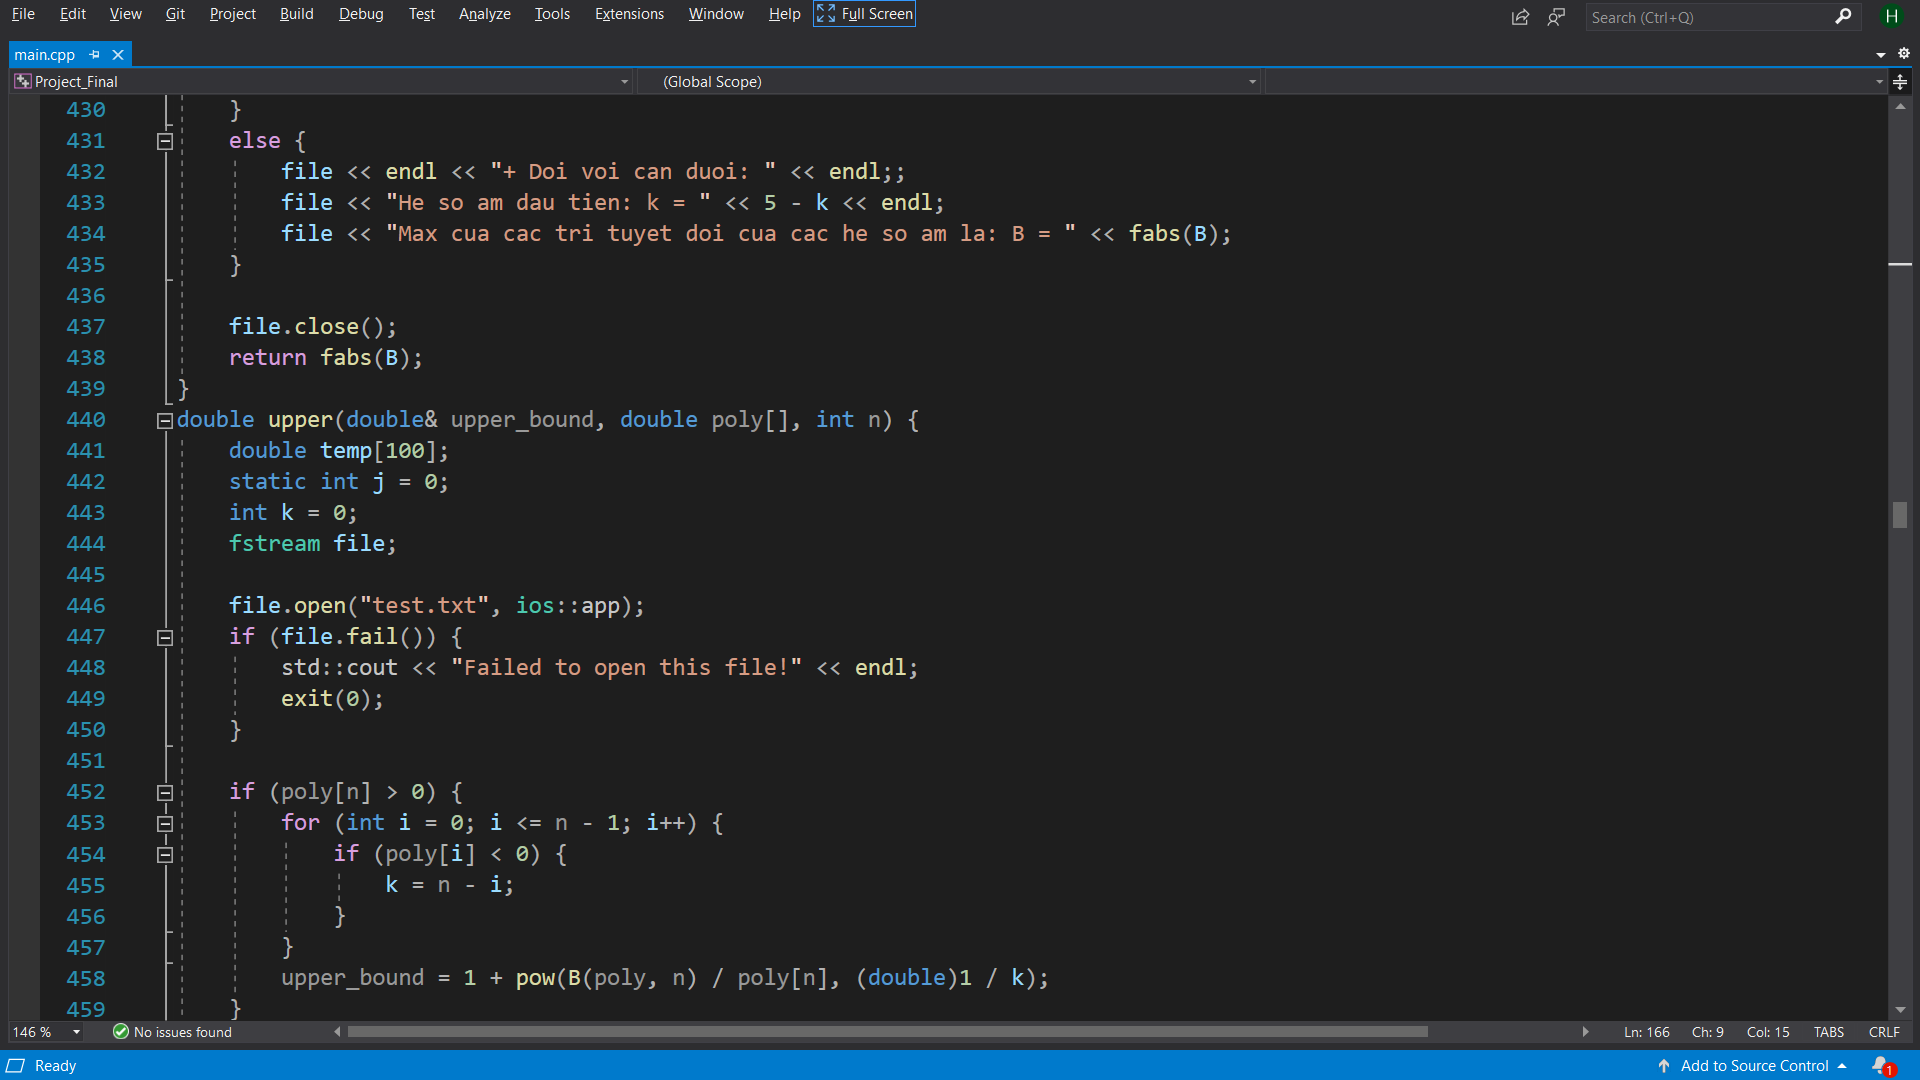 File Edit View Git Project Build Debug Test Analyze Tools Extensions Window Help Full Screen Search (Ctrl+Q) H
main.cpp
Project_Final (Global Scope)
430 }
431 else {
432 file << endl << "+ Doi voi can duoi: " << endl;;
433 file << "He so am dau tien: k = " << 5 - k << endl;
434 file << "Max cua cac tri tuyet doi cua cac he so am la: B = " << fabs(B);
435 }
436
437 file.close();
438 return fabs(B);
439 }
440 double upper(double& upper_bound, double poly[], int n) {
441 double temp[100];
442 static int j = 0;
443 int k = 0;
444 fstream file;
445
446 file.open("test.txt", ios::app);
447 if (file.fail()) {
448 std::cout << "Failed to open this file!" << endl;
449 exit(0);
450 }
451
452 if (poly[n] > 0) {
453 for (int i = 0; i <= n - 1; i++) {
454 if (poly[i] < 0) {
455 k = n - i;
456 }
457 }
458 upper_bound = 1 + pow(B(poly, n) / poly[n], (double)1 / k);
459 }
146 % No issues found Ln: 166 Ch: 9 Col: 15 TABS CRLF
Ready Add to Source Control 1